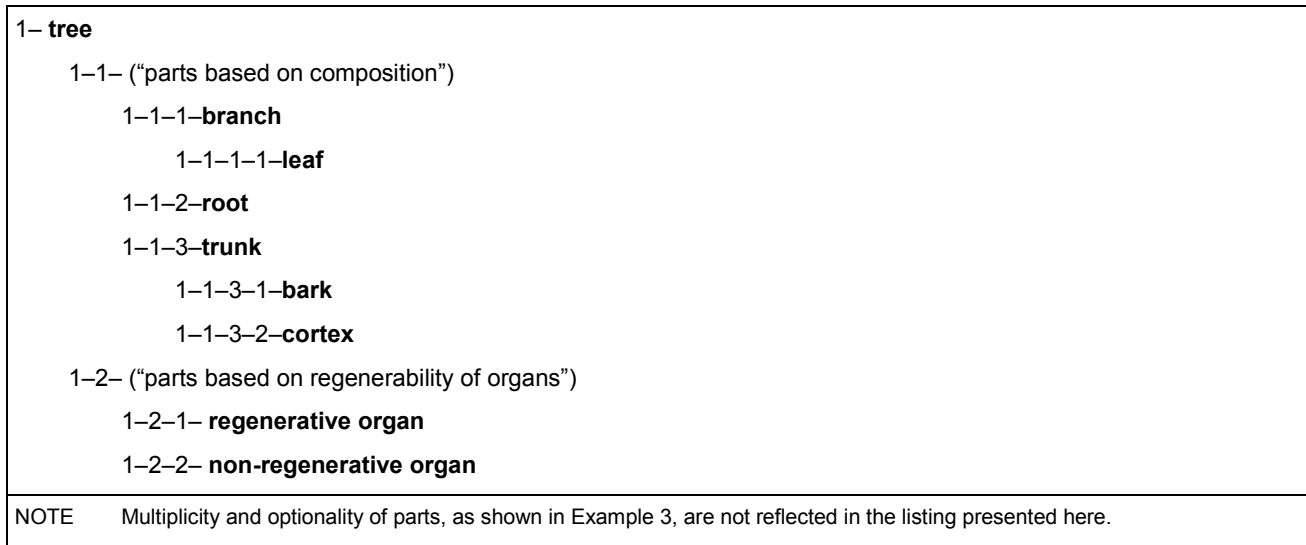 1– tree
1–1– (“parts based on composition”)
1–1–1–branch
1–1–1–1–leaf
1–1–2–root
1–1–3–trunk
1–1–3–1–bark
1–1–3–2–cortex
1–2– (“parts based on regenerability of organs”)
1–2–1– regenerative organ
1–2–2– non-regenerative organ
NOTE Multiplicity and optionality of parts, as shown in Example 3, are not reflected in the listing presented here.